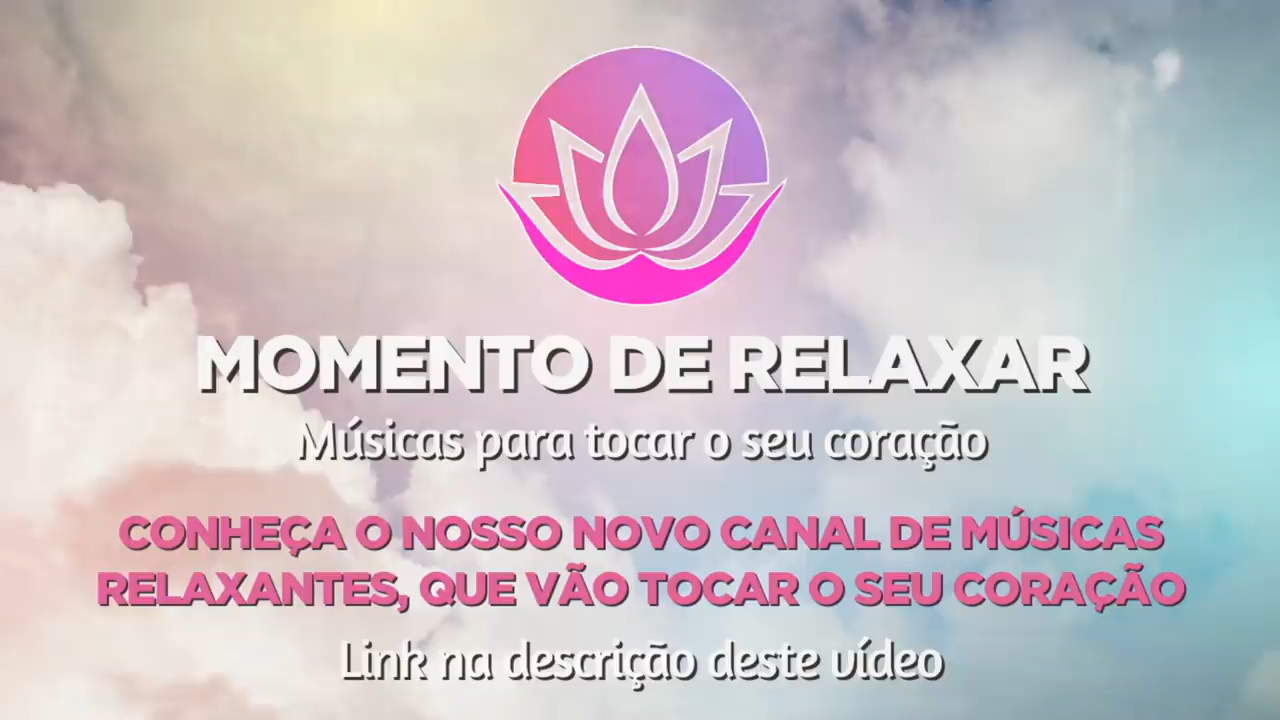 MOMENTO DE RELAXAR
Músicas para tocar o seu coração
CONHEÇA O NOSSO NOVO CANAL DE MÚSICAS
RELAXANTES, QUE VÃO TOCAR O SEU CORAÇÃO
Link na descrição deste vídeo